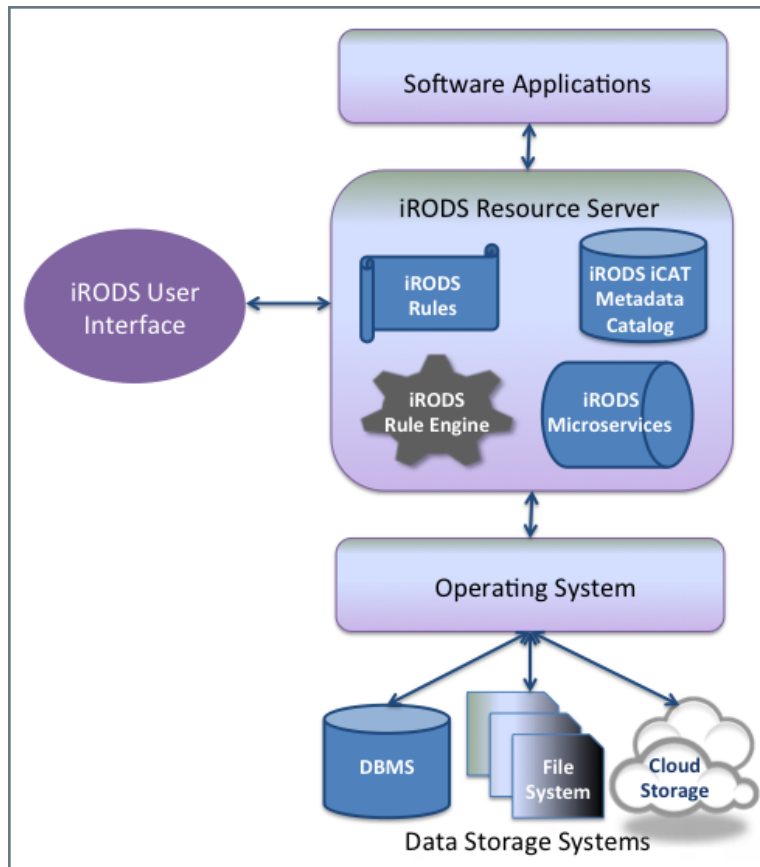 Software Applications
iRODS Resource Server
iRODS User
Interface
iRODS
Rules
iRODS iCAT
Metadata
Catalog
iRODS
Rule Engine
iRODS
Microservices
Operating System
DBMS
File
System
Cloud
Storage
Data Storage Systems